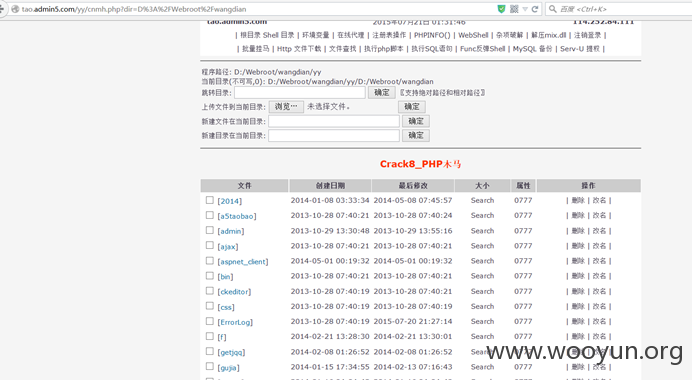 tao.admin5.com/yy/cnmh.php?dir=D%3A%2FWebroot%2Fwangdian
百度 <Ctrl+K>
tao.admin5.com 2015年07月21日 01:31:46 114.252.84.111
| 根目录 Shell 目录 | 环境变量 | 在线代理 | 注册表操作 | PHPINFO() | WebShell | 杂项破解 | 解压mix.dll | 注销登录 |
| 批量挂马 | Http 文件下载 | 文件查找 | 执行php脚本 | 执行SQL语句 | Func反弹Shell | MySQL 备份 | Serv-U 提权 |
程序路径: D:/Webroot/wangdian/yy
当前目录(不可写,0): D:/Webroot/wangdian/yy/D:/Webroot/wangdian
跳转目录: 确定 〖支持绝对路径和相对路径〗
上传文件到当前目录: 浏览… 未选择文件。 确定
新建文件在当前目录: 确定
新建目录在当前目录: 确定
Crack8_PHP木马
文件 创建日期 最后修改 大小 属性 操作
[2014] 2014-01-08 03:33:34 2014-05-08 07:45:57 Search 0777 | 删除 | 改名 |
[a5taobao] 2013-10-28 07:40:21 2013-10-28 07:40:24 Search 0777 | 删除 | 改名 |
[admin] 2013-10-29 13:30:48 2013-10-29 13:55:16 Search 0777 | 删除 | 改名 |
[ajax] 2013-10-28 07:40:21 2013-10-28 07:40:21 Search 0777 | 删除 | 改名 |
[aspnet_client] 2014-05-01 00:19:32 2014-05-01 00:19:32 Search 0777 | 删除 | 改名 |
[bin] 2013-10-28 07:40:21 2013-10-28 07:40:21 Search 0777 | 删除 | 改名 |
[ckeditor] 2013-10-28 07:40:19 2013-10-28 07:40:19 Search 0777 | 删除 | 改名 |
[css] 2013-10-28 07:40:19 2013-10-28 07:40:19 Search 0777 | 删除 | 改名 |
[ErrorLog] 2013-10-28 07:40:19 2015-07-20 21:27:14 Search 0777 | 删除 | 改名 |
[f] 2014-02-21 13:28:30 2014-02-21 13:30:01 Search 0777 | 删除 | 改名 |
[getjqq] 2014-02-08 01:26:52 2014-02-08 01:26:52 Search 0777 | 删除 | 改名 |
[gujia] 2014-01-15 17:34:55 2014-02-13 07:16:43 Search 0777 | 删除 | 改名 |
www.wooyun.org